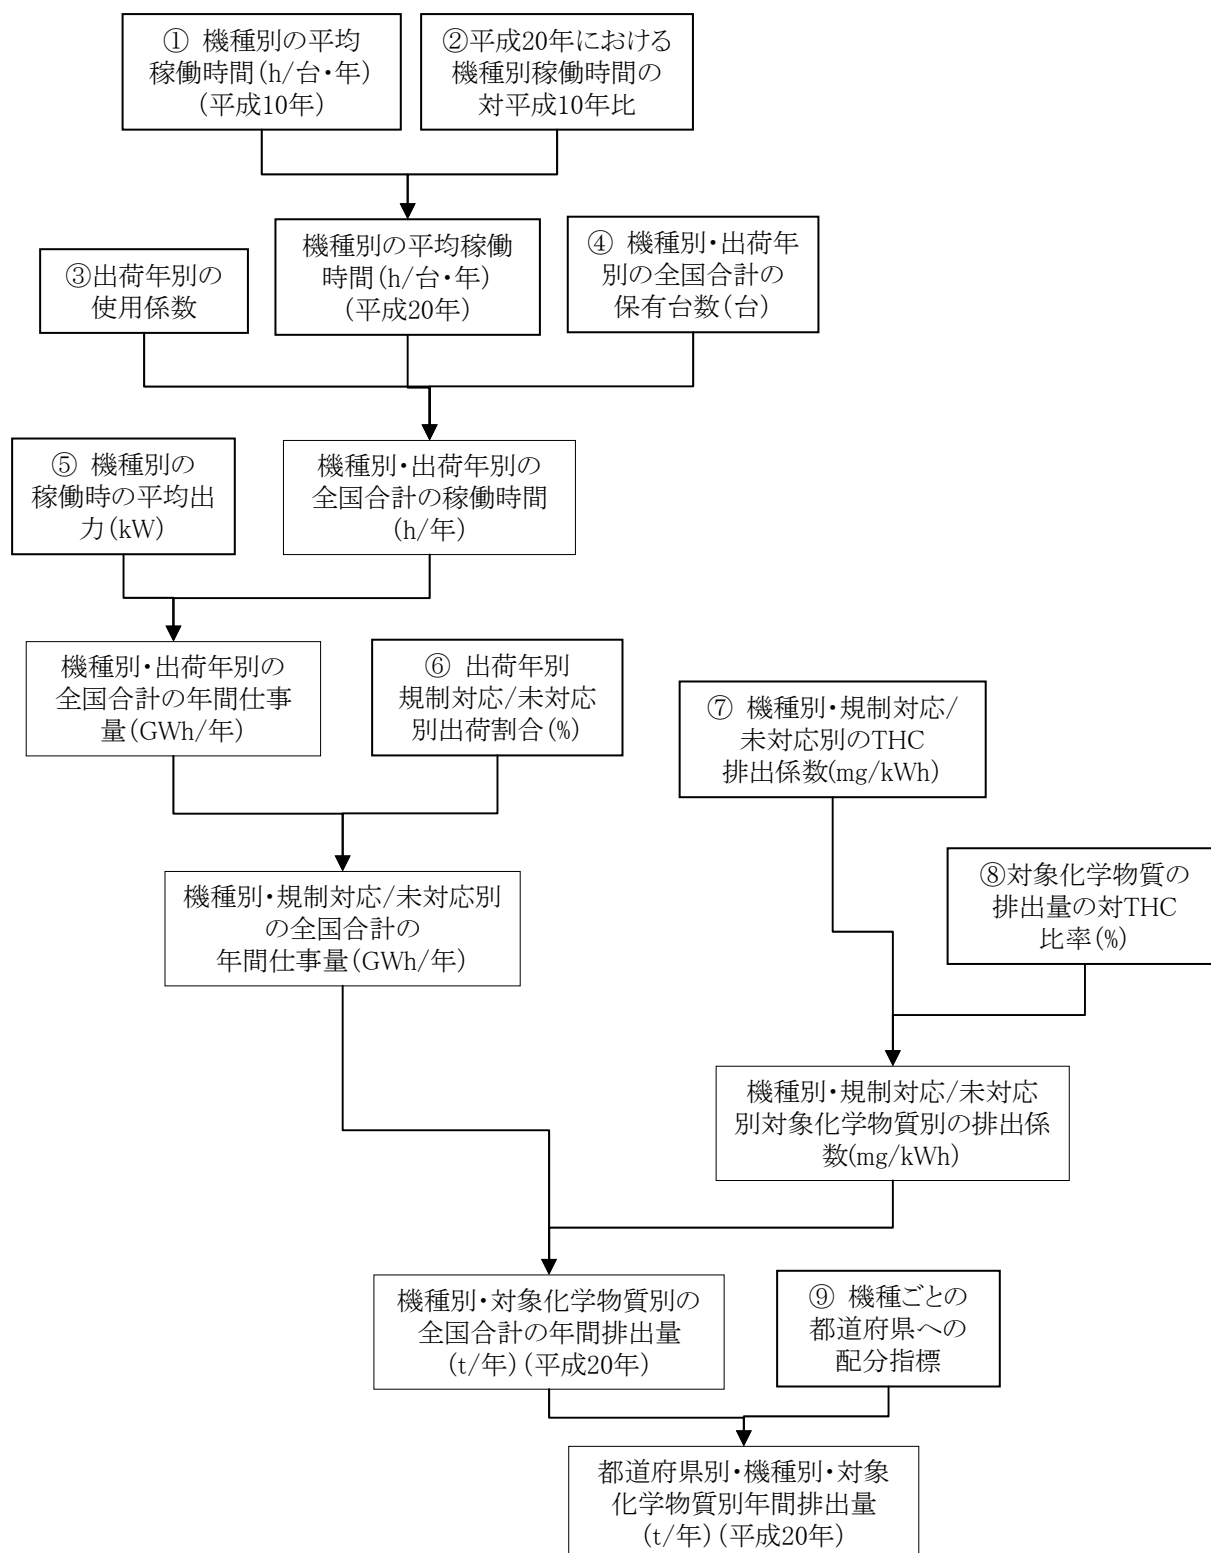 ① 機種別の平均
稼働時間(h/台・年)
(平成10年)
②平成20年における
機種別稼働時間の
対平成10年比
③出荷年別の
使用係数
機種別の平均稼働
時間(h/台・年)
(平成20年)
④ 機種別・出荷年
別の全国合計の
保有台数(台)
⑤ 機種別の
稼働時の平均出
力(kW)
機種別・出荷年別の
全国合計の稼働時間
(h/年)
機種別・出荷年別の
全国合計の年間仕事
量(GWh/年)
⑥ 出荷年別
規制対応/未対応
別出荷割合(%)
⑦ 機種別・規制対応/
未対応別のTHC
排出係数(mg/kWh)
機種別・規制対応/未対応別
の全国合計の
年間仕事量(GWh/年)
⑧対象化学物質の
排出量の対THC
比率(%)
機種別・規制対応/未対応
別対象化学物質別の排出係
数(mg/kWh)
機種別・対象化学物質別の
全国合計の年間排出量
(t/年)(平成20年)
⑨ 機種ごとの
都道府県への
配分指標
都道府県別・機種別・対象
化学物質別年間排出量
(t/年)(平成20年)